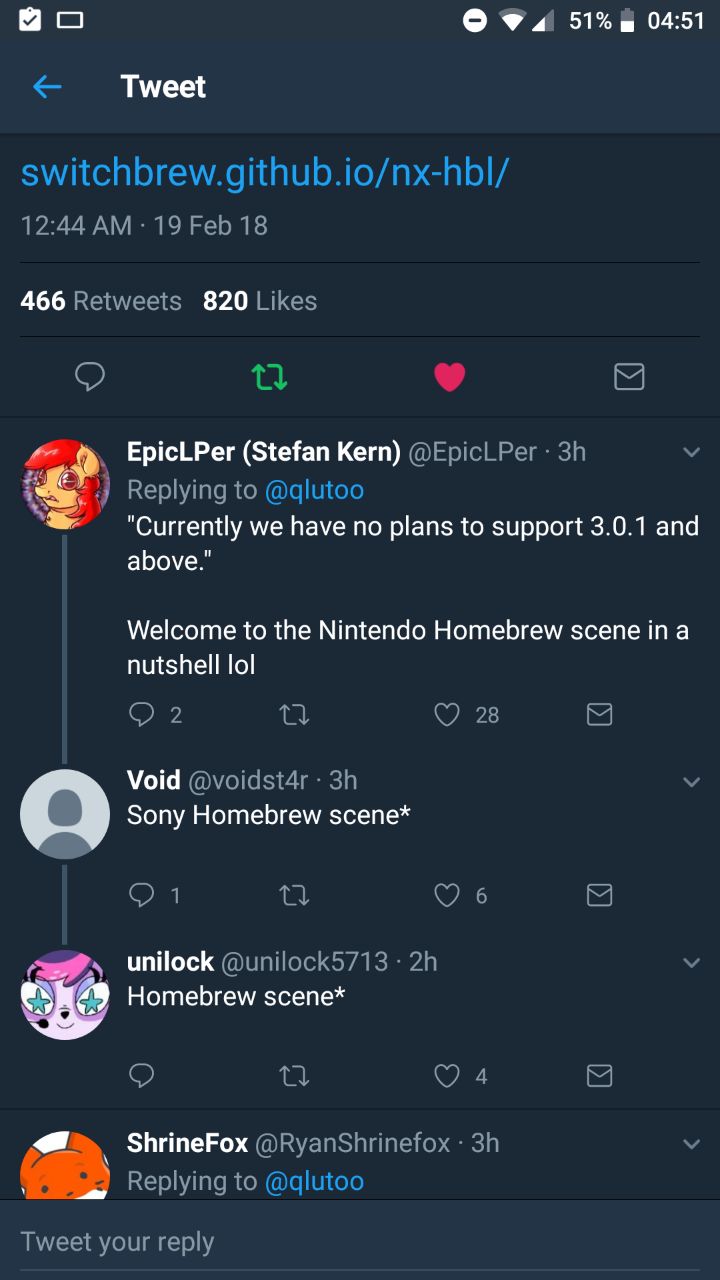 51% 04:51
Tweet
switchbrew.github.io/nx-hbl/
12:44 AM · 19 Feb 18
466 Retweets 820 Likes
EpicLPer (Stefan Kern) @EpicLPer · 3h
Replying to @qlutoo
"Currently we have no plans to support 3.0.1 and
above."
Welcome to the Nintendo Homebrew scene in a
nutshell lol
2 28
Void @voidst4r · 3h
Sony Homebrew scene*
1 6
unilock @unilock5713 · 2h
Homebrew scene*
4
ShrineFox @RyanShrinefox · 3h
Replying to @qlutoo
Tweet your reply